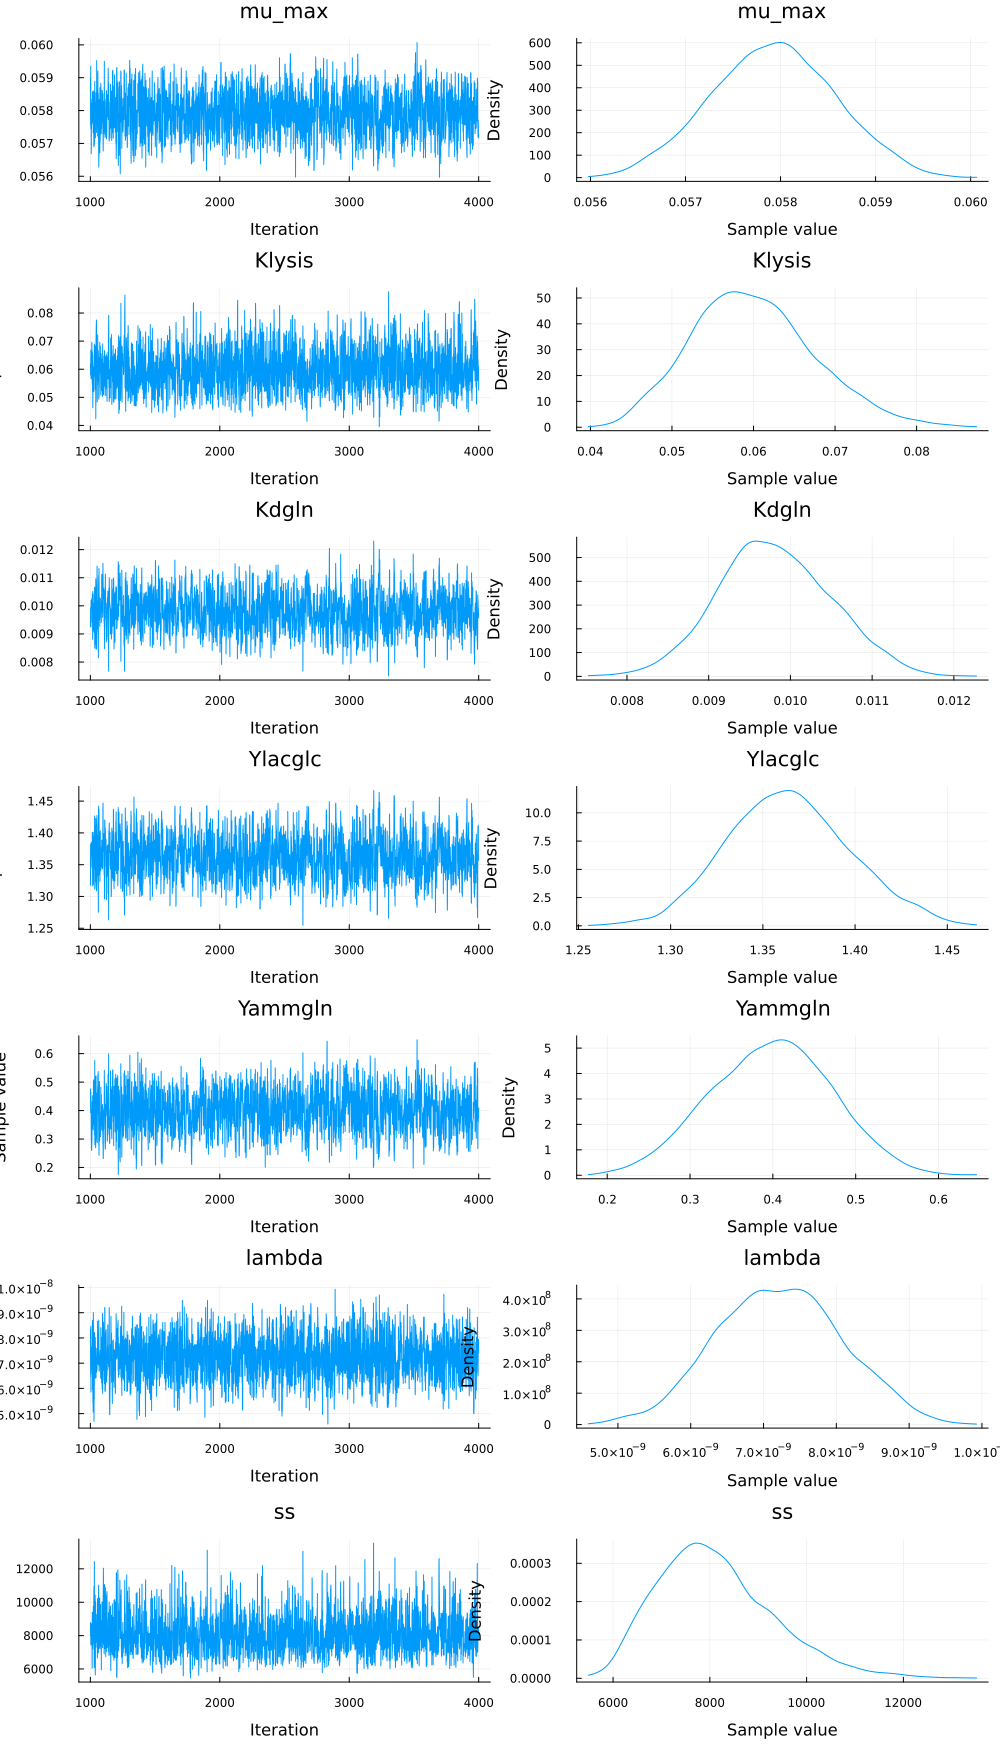 mu_max mu_max
0.060
0.059
0.058
0.057
0.056
1000 2000 3000 4000
Iteration
Density
600
500
400
300
200
100
0
0.056 0.057 0.058 0.059 0.060
Sample value
Klysis Klysis
0.08
0.07
0.06
0.05
0.04
1000 2000 3000 4000
Iteration
Density
50
40
30
20
10
0
0.04 0.05 0.06 0.07 0.08
Sample value
Kdgln Kdgln
0.012
0.011
0.010
0.009
0.008
1000 2000 3000 4000
Iteration
Density
500
400
300
200
100
0
0.008 0.009 0.010 0.011 0.012
Sample value
Ylacglc Ylacglc
1.45
1.40
1.35
1.30
1.25
1000 2000 3000 4000
Iteration
Density
10.0
7.5
5.0
2.5
0.0
1.25 1.30 1.35 1.40 1.45
Sample value
Yammgln Yammgln
Sample value
0.6
0.5
0.4
0.3
0.2
1000 2000 3000 4000
Iteration
Density
5
4
3
2
1
0
0.2 0.3 0.4 0.5 0.6
Sample value
lambda lambda
1.0×10⁻⁸
9.0×10⁻⁹
8.0×10⁻⁹
7.0×10⁻⁹
6.0×10⁻⁹
5.0×10⁻⁹
1000 2000 3000 4000
Iteration
Density
4.0×10⁸
3.0×10⁸
2.0×10⁸
1.0×10⁸
0
5.0×10⁻⁹ 6.0×10⁻⁹ 7.0×10⁻⁹ 8.0×10⁻⁹ 9.0×10⁻⁹ 1.0×10⁻
Sample value
ss ss
12000
10000
8000
6000
1000 2000 3000 4000
Iteration
Density
0.0003
0.0002
0.0001
0.0000
6000 8000 10000 12000
Sample value